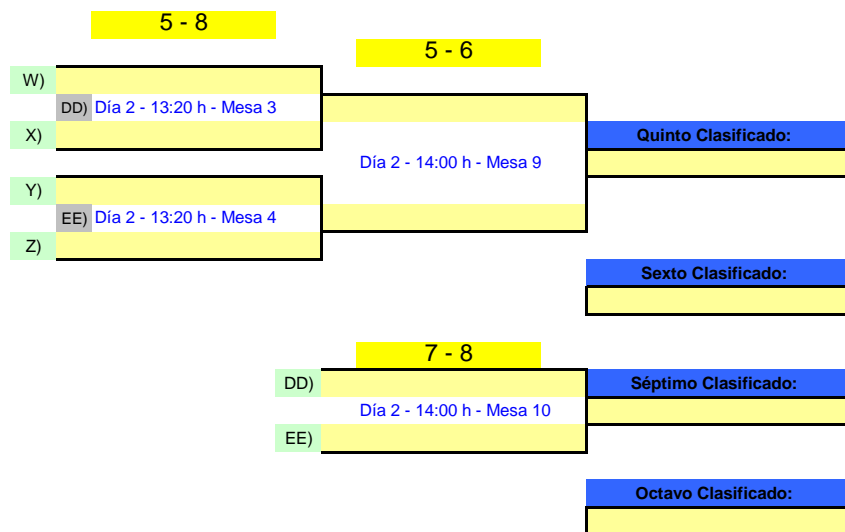 5 - 8
5 - 6
W)
DD) Día 2 - 13:20 h - Mesa 3
X)
Quinto Clasificado:
Día 2 - 14:00 h - Mesa 9
Y)
EE) Día 2 - 13:20 h - Mesa 4
Z)
Sexto Clasificado:
7 - 8
DD)
Séptimo Clasificado:
Día 2 - 14:00 h - Mesa 10
EE)
Octavo Clasificado: